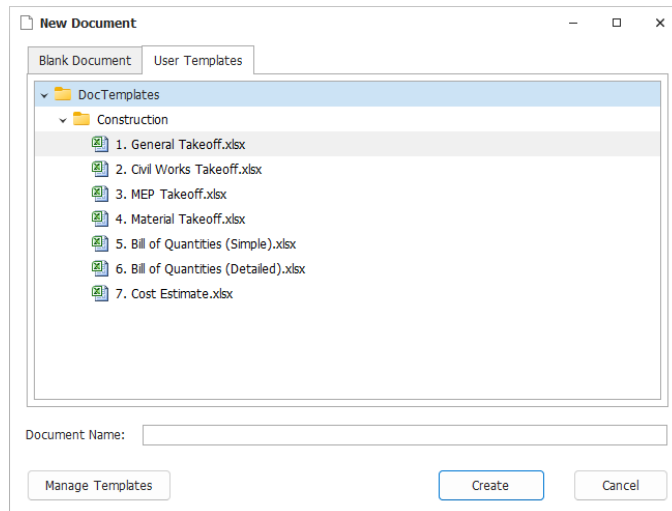 New Document
Blank Document User Templates
DocTemplates
Construction
1. General Takeoff.xlsx
2. Civil Works Takeoff.xlsx
3. MEP Takeoff.xlsx
4. Material Takeoff.xlsx
5. Bill of Quantities (Simple).xlsx
6. Bill of Quantities (Detailed).xlsx
7. Cost Estimate.xlsx
Document Name:
Manage Templates Create Cancel